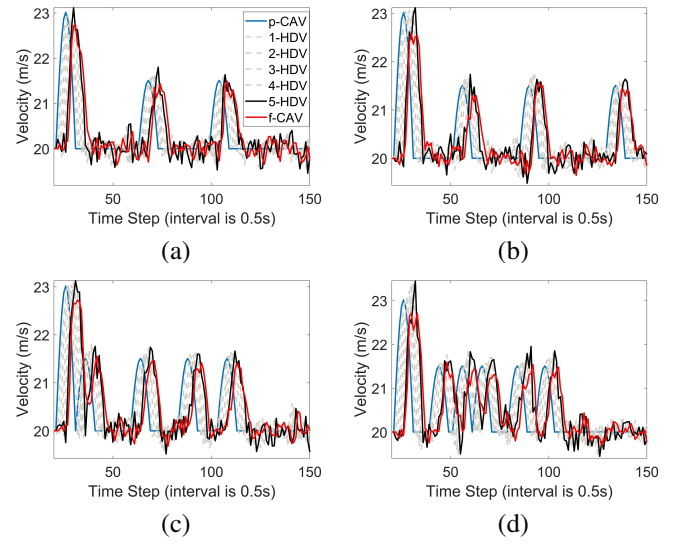 23
22
21
20
Velocity (m/s)
50
100
150
Time Step (interval is 0.5s)
p-CAV
1-HDV
2-HDV
3-HDV
4-HDV
5-HDV
f-CAV
(a)
23
22
21
20
Velocity (m/s)
50
100
150
Time Step (interval is 0.5s)
(b)
23
22
21
20
Velocity (m/s)
50
100
150
Time Step (interval is 0.5s)
(c)
23
22
21
20
Velocity (m/s)
50
100
150
Time Step (interval is 0.5s)
(d)